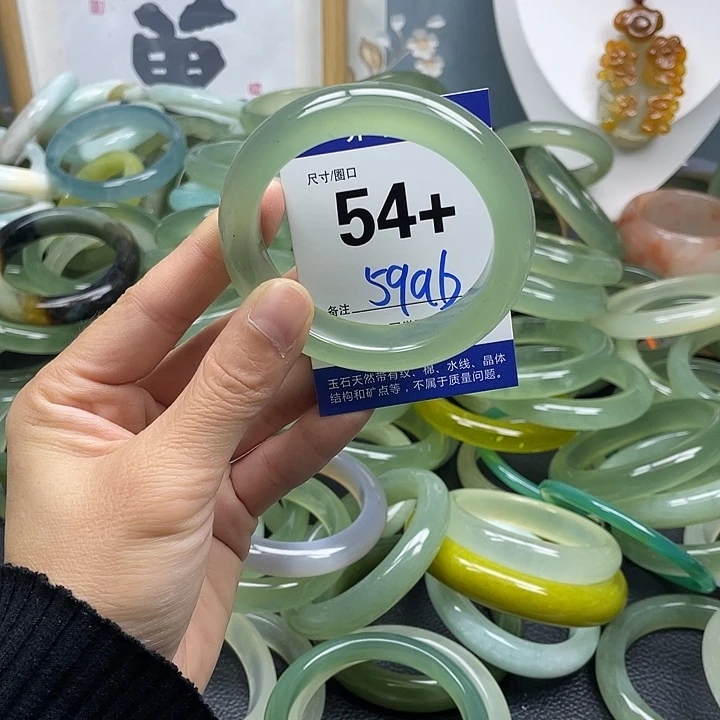 尺寸/圈口
54+
59ab
备注
玉石天然带有纹、棉、水线、晶体
结构和矿点等，不属于质量问题。